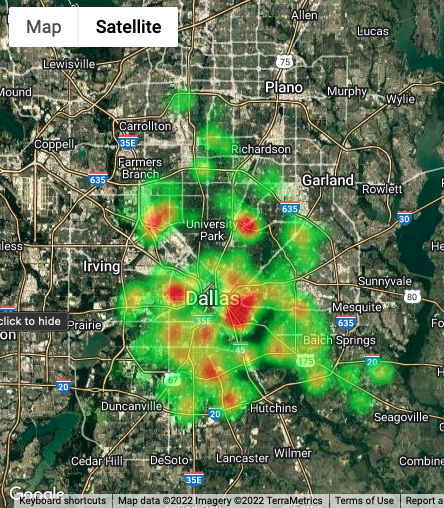 Map
Satellite
Allen
Lucas
75
Lewisville
Plano
Murphy
Wylie
Mound
Carrollton
35E
Richardson
Coppell
Farmers
Branch
635
Garland
Rowlett
635
30
University
Park
Irving
Sunnyvale
80
Dallas
Mesquite
click to hide
Prairie
35E
635
45
Balch Springs
175
20
67
20
Duncanville
20
Hutchins
Seagoville
Cedar Hill
DeSoto
Lancaster
Wilmer
Combine
35E
Google
Keyboard shortcuts
Map data ©2022 Imagery ©2022 TerraMetrics
Terms of Use
Report a